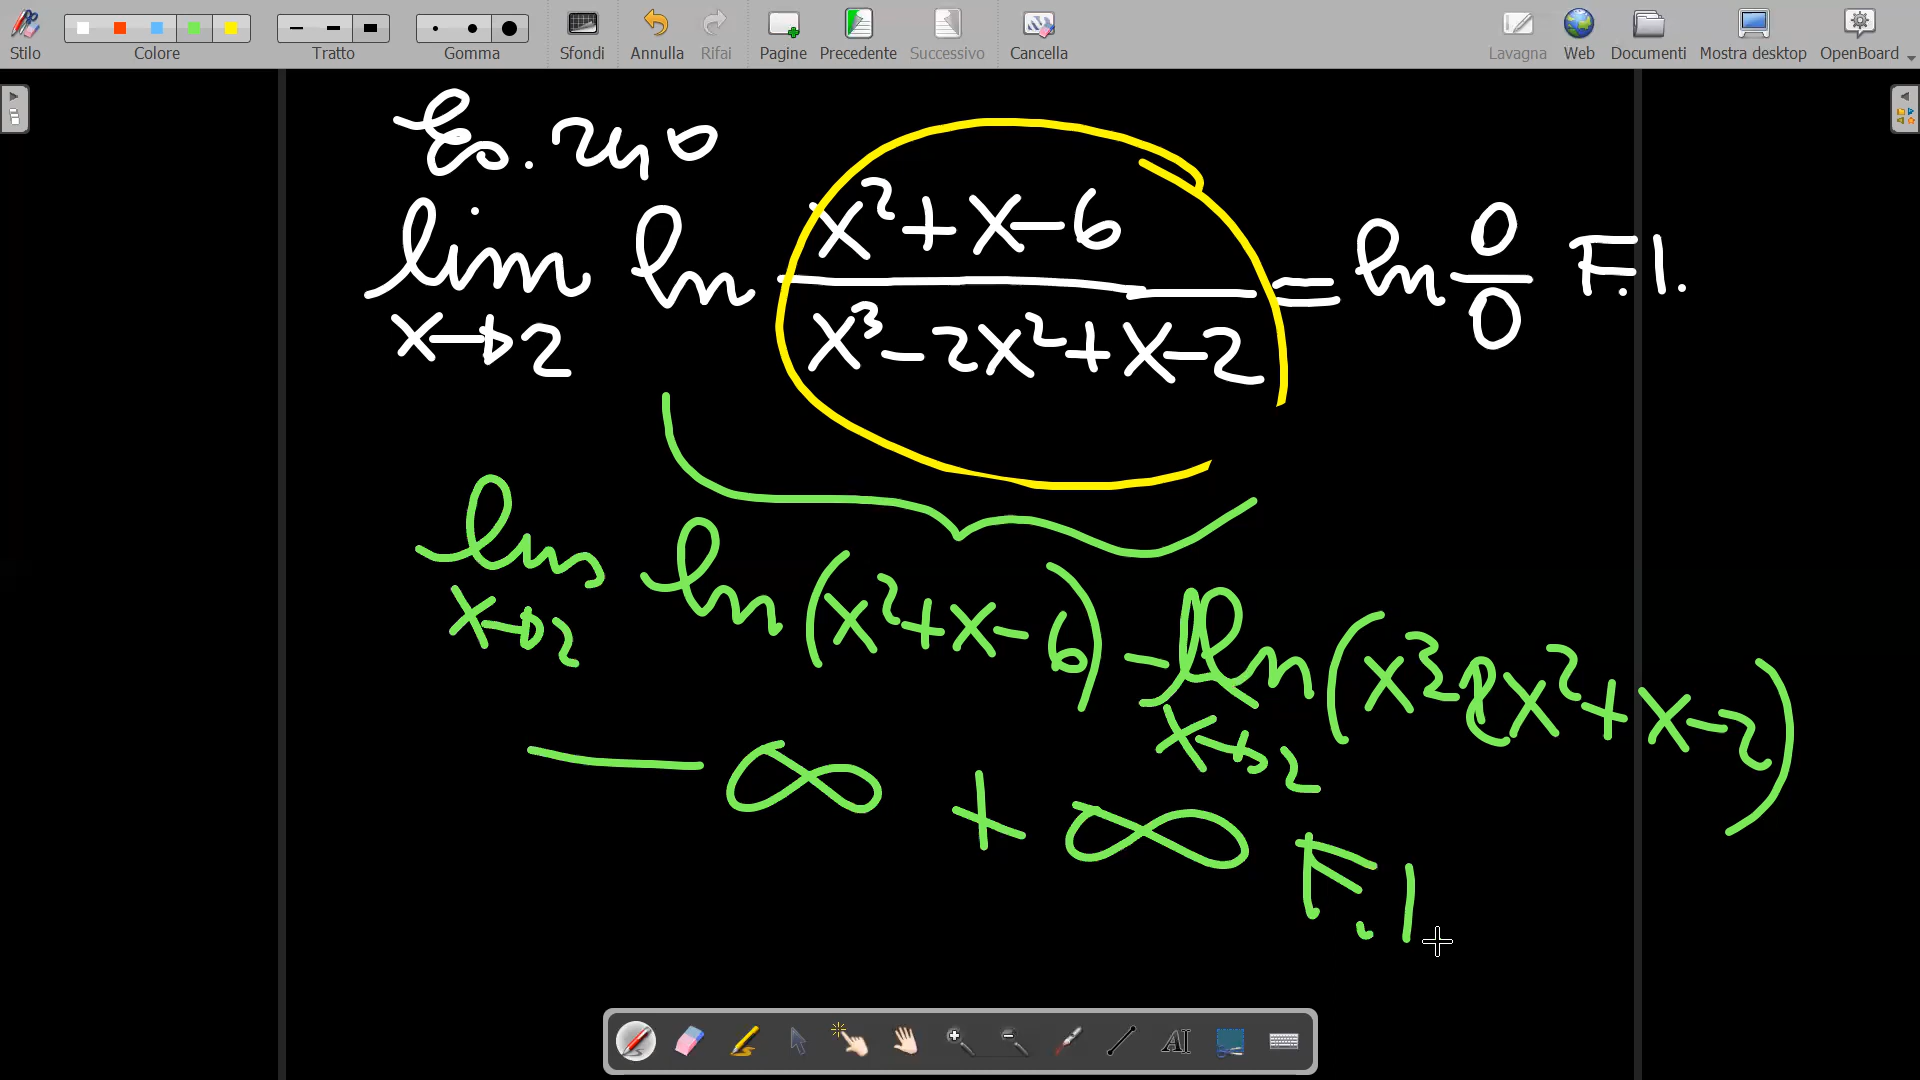 Stilo Colore Tratto Gomma Sfondi Annulla Rifai Pagine Precedente Successivo Cancella Lavagna Web Documenti Mostra desktop OpenBoard
Es.
lim ln x²+x-6 / x³-2x²+x-2 = ln 0/0 F.I.
x→2
lim ln(x²+x-6) - ln(x³-2x²+x-2)
x→2 x→2
-∞ +∞ F.I
AI